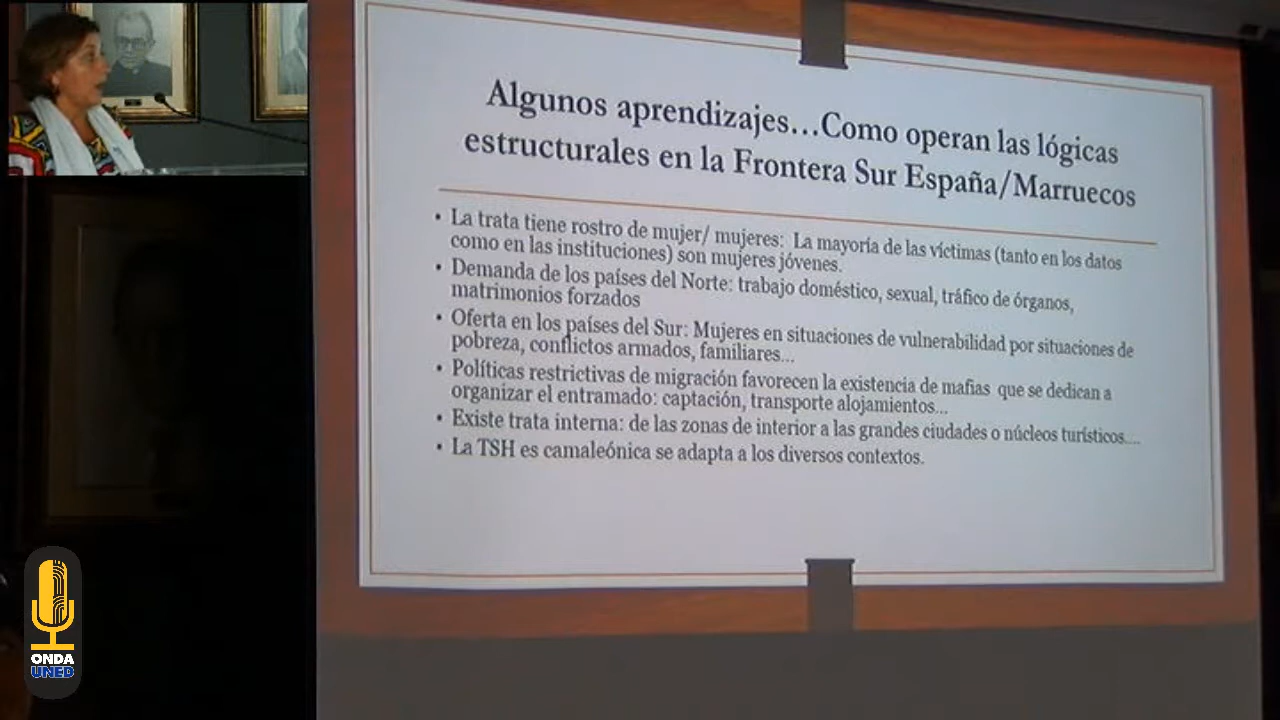 Algunos aprendizajes...Como operan las lógicas
estructurales en la Frontera Sur España/Marruecos
• La trata tiene rostro de mujer/ mujeres: La mayoría de las víctimas (tanto en los datos
como en las instituciones) son mujeres jóvenes.
• Demanda de los países del Norte: trabajo doméstico, sexual, tráfico de órganos,
matrimonios forzados
• Oferta en los países del Sur: Mujeres en situaciones de vulnerabilidad por situaciones de
pobreza, conflictos armados, familiares...
• Políticas restrictivas de migración favorecen la existencia de mafias que se dedican a
organizar el entramado: captación, transporte alojamientos...
• Existe trata interna: de las zonas de interior a las grandes ciudades o núcleos turísticos....
• La TSH es camaleónica se adapta a los diversos contextos.
ONDA
UNED